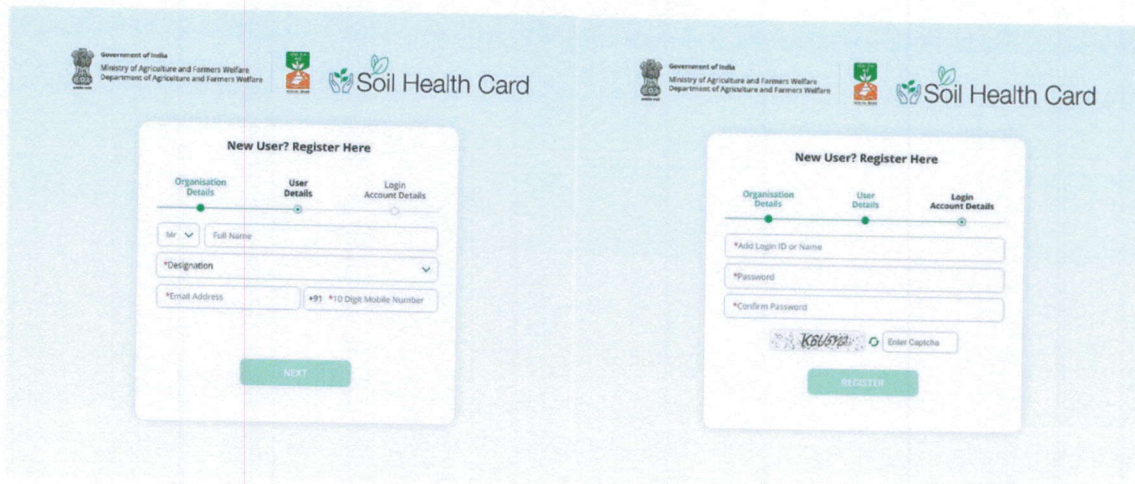 Government of India
Ministry of Agriculture and Farmers Welfare
Department of Agriculture and Farmers Welfare
Soil Health Card
New User? Register Here
Organisation
Details
User
Details
Login
Account Details
Mr
Full Name
*Designation
*Email Address
+91 *10 Digit Mobile Number
NEXT
Government of India
Ministry of Agriculture and Farmers Welfare
Department of Agriculture and Farmers Welfare
Soil Health Card
New User? Register Here
Organisation
Details
User
Details
Login
Account Details
*Add Login ID or Name
*Password
*Confirm Password
Enter Captcha
REGISTER